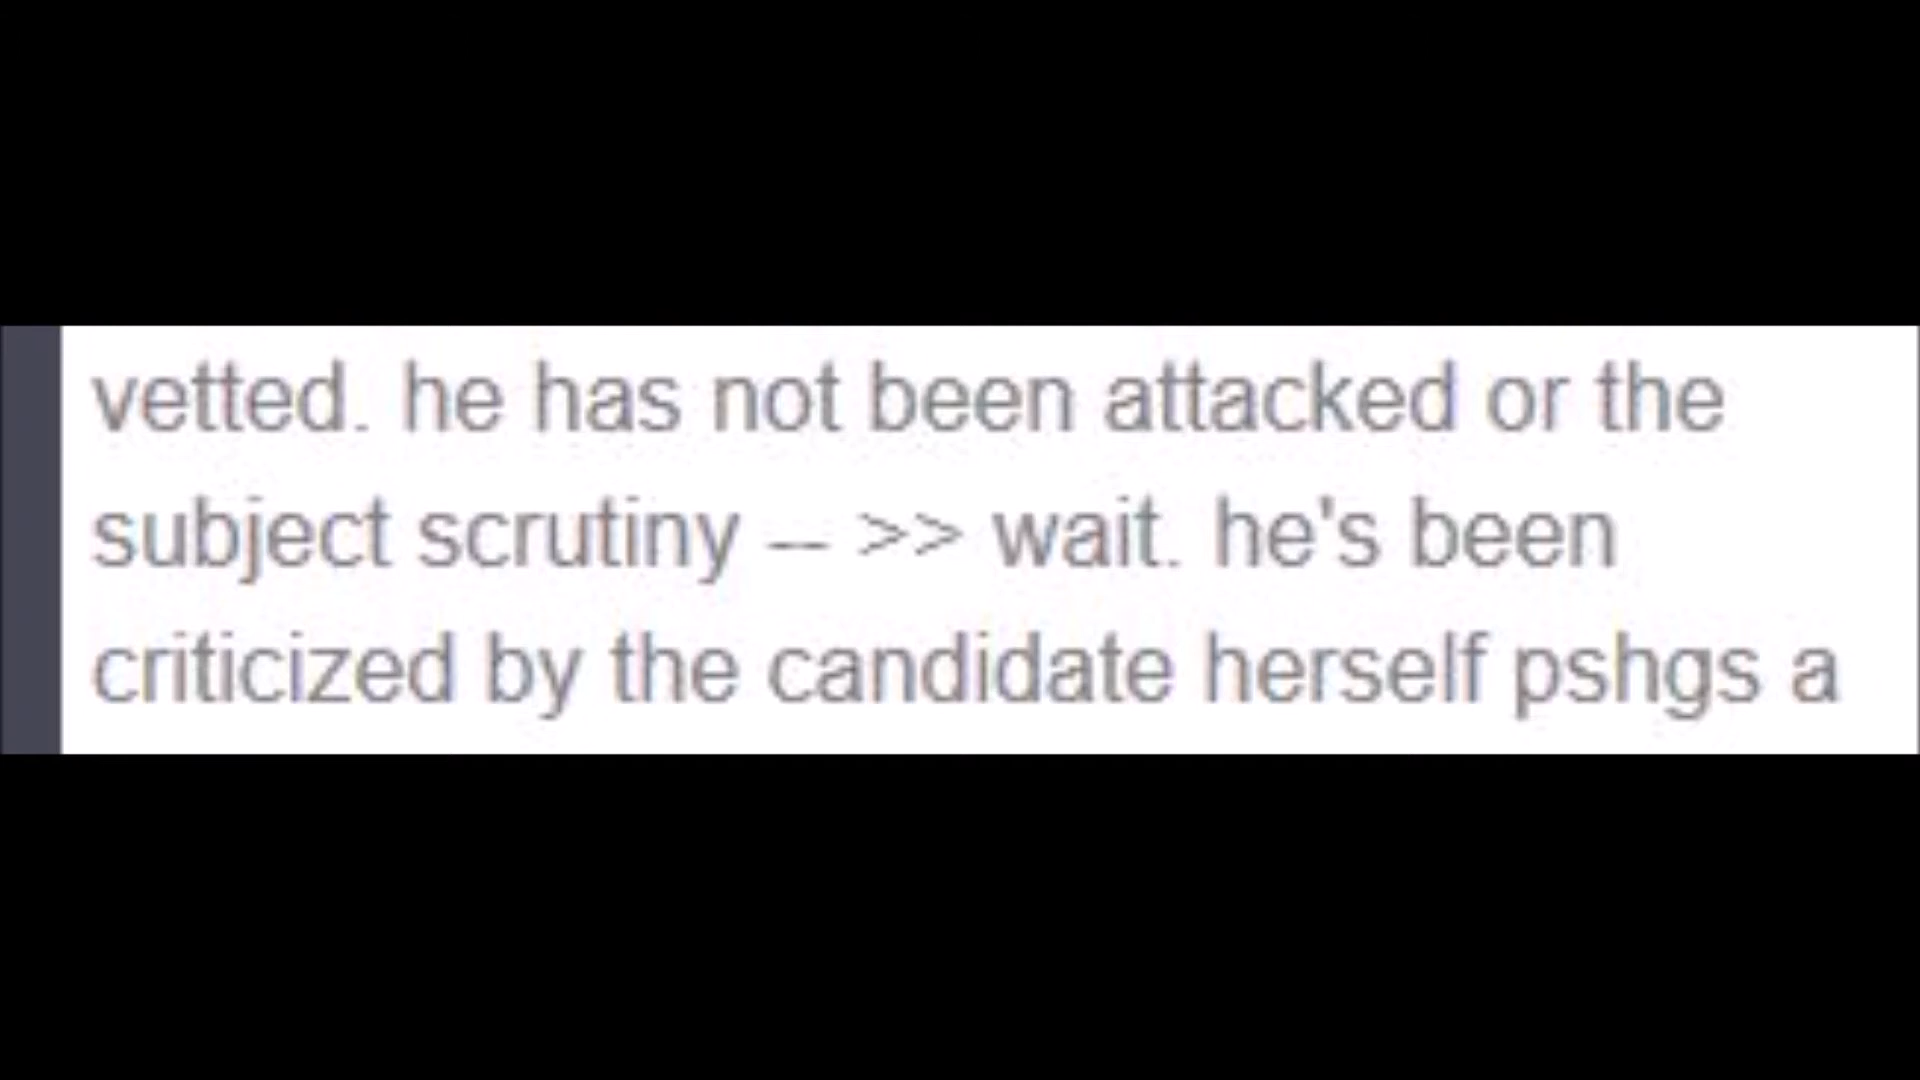 vetted. he has not been attacked or the
subject scrutiny -- >> wait. he's been
criticized by the candidate herself pshgs a